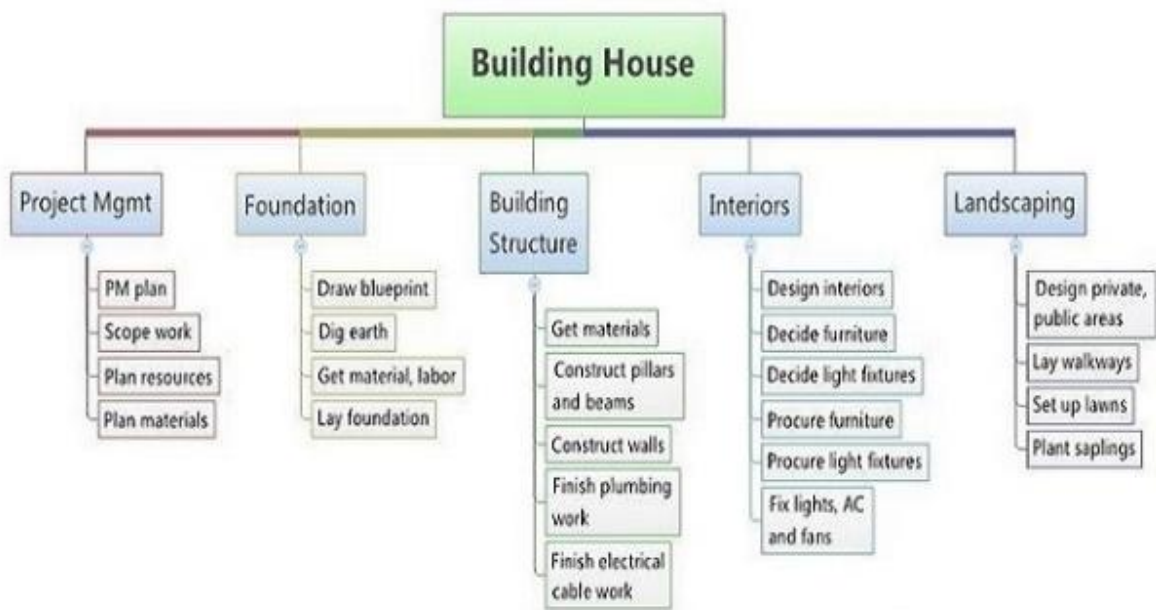 Building House
Project Mgmt
PM plan
Scope work
Plan resources
Plan materials
Foundation
Draw blueprint
Dig earth
Get material, labor
Lay foundation
Building
Structure
Get materials
Construct pillars
and beams
Construct walls
Finish plumbing
work
Finish electrical
cable work
Interiors
Design interiors
Decide furniture
Decide light fixtures
Procure furniture
Procure light fixtures
Fix lights, AC
and fans
Landscaping
Design private,
public areas
Lay walkways
Set up lawns
Plant saplings